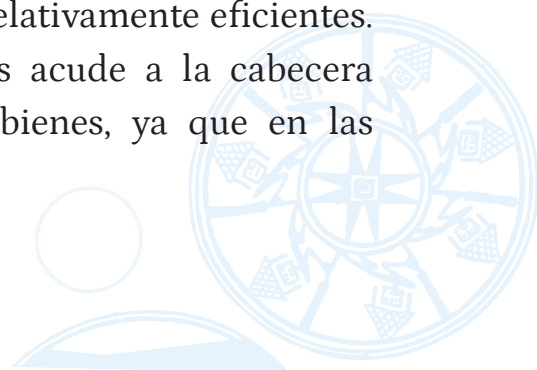 elativamente eficientes.
s acude a la cabecera
bienes, ya que en las